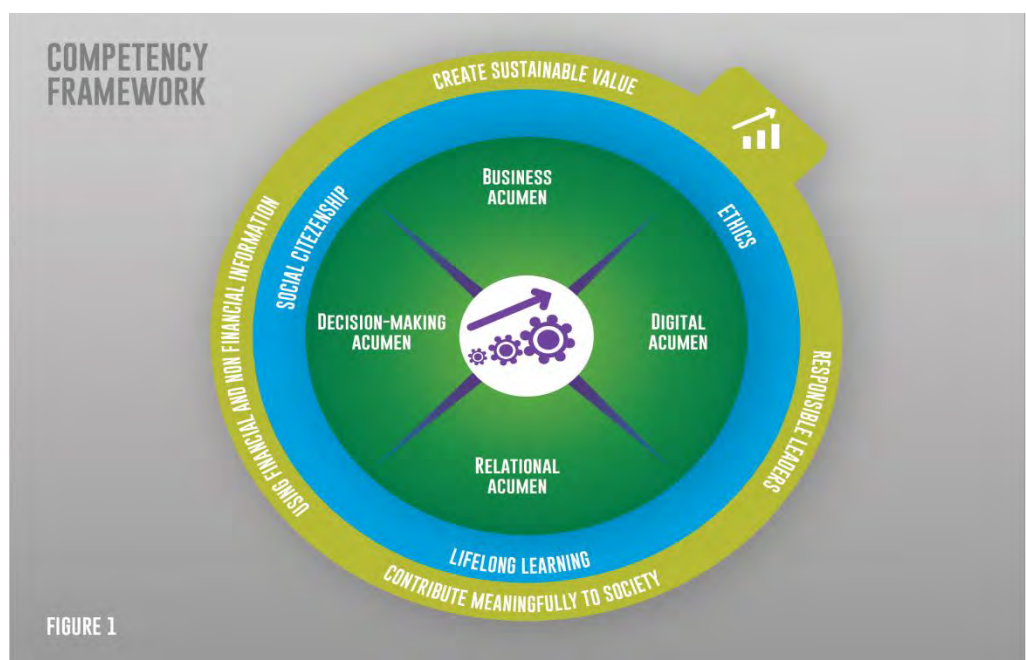 COMPETENCY
FRAMEWORK
CREATE SUSTAINABLE VALUE
SOCIAL CITEZENSHIP
ETHICS
USING FINANCIAL AND NON FINANCIAL INFORMATION
BUSINESS
ACUMEN
DECISION-MAKING
ACUMEN
DIGITAL
ACUMEN
RELATIONAL
ACUMEN
RESPONSIBLE LEADERS
LIFELONG LEARNING
CONTRIBUTE MEANINGFULLY TO SOCIETY
FIGURE 1